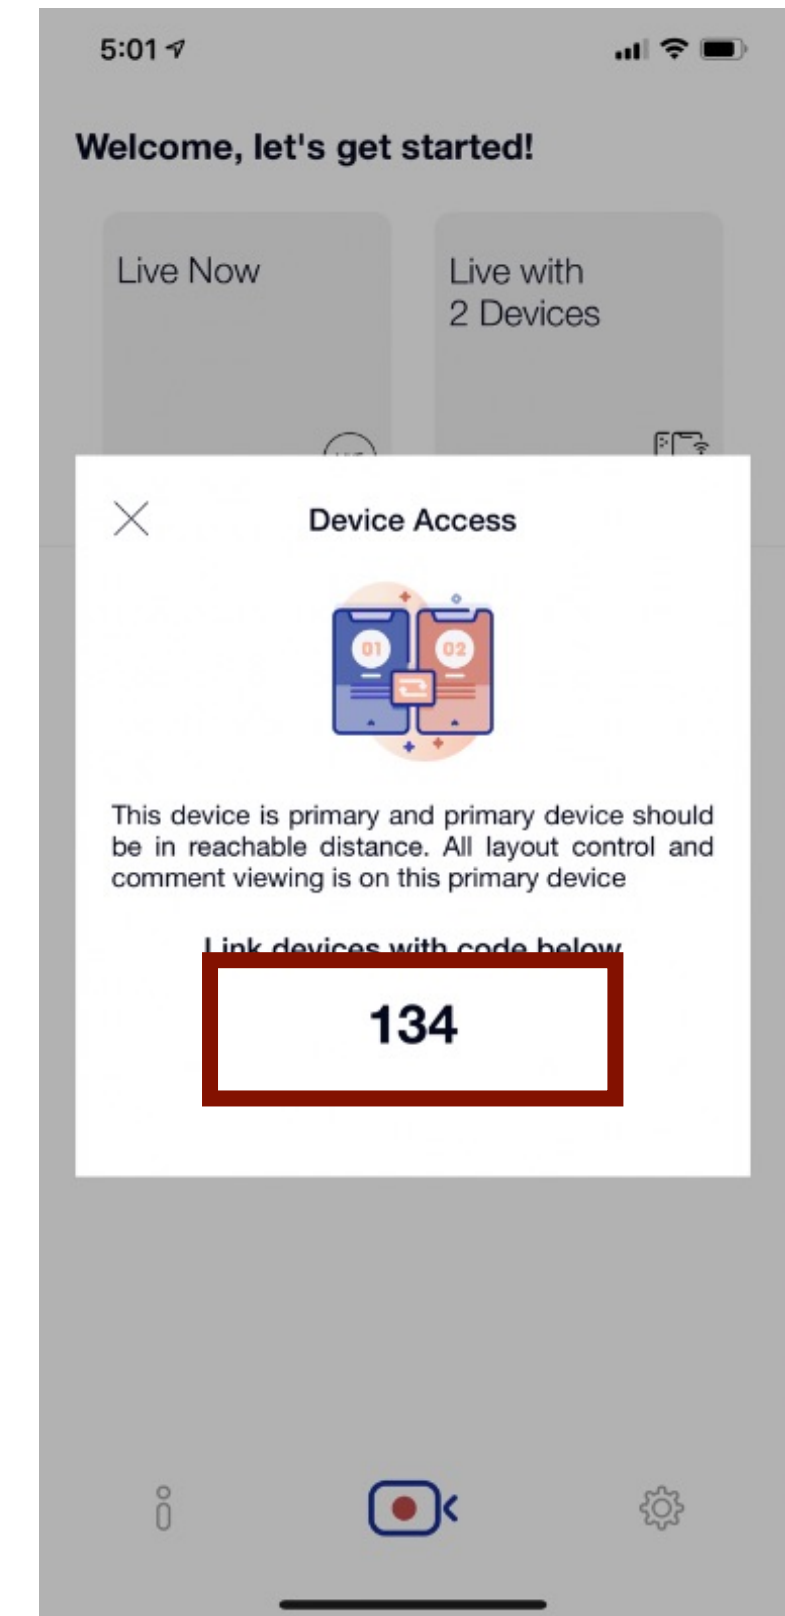 5:01
Welcome, let's get started!
Live Now
Live with
2 Devices
Device Access
01
02
This device is primary and primary device should
be in reachable distance. All layout control and
comment viewing is on this primary device
Link devices with code below
134